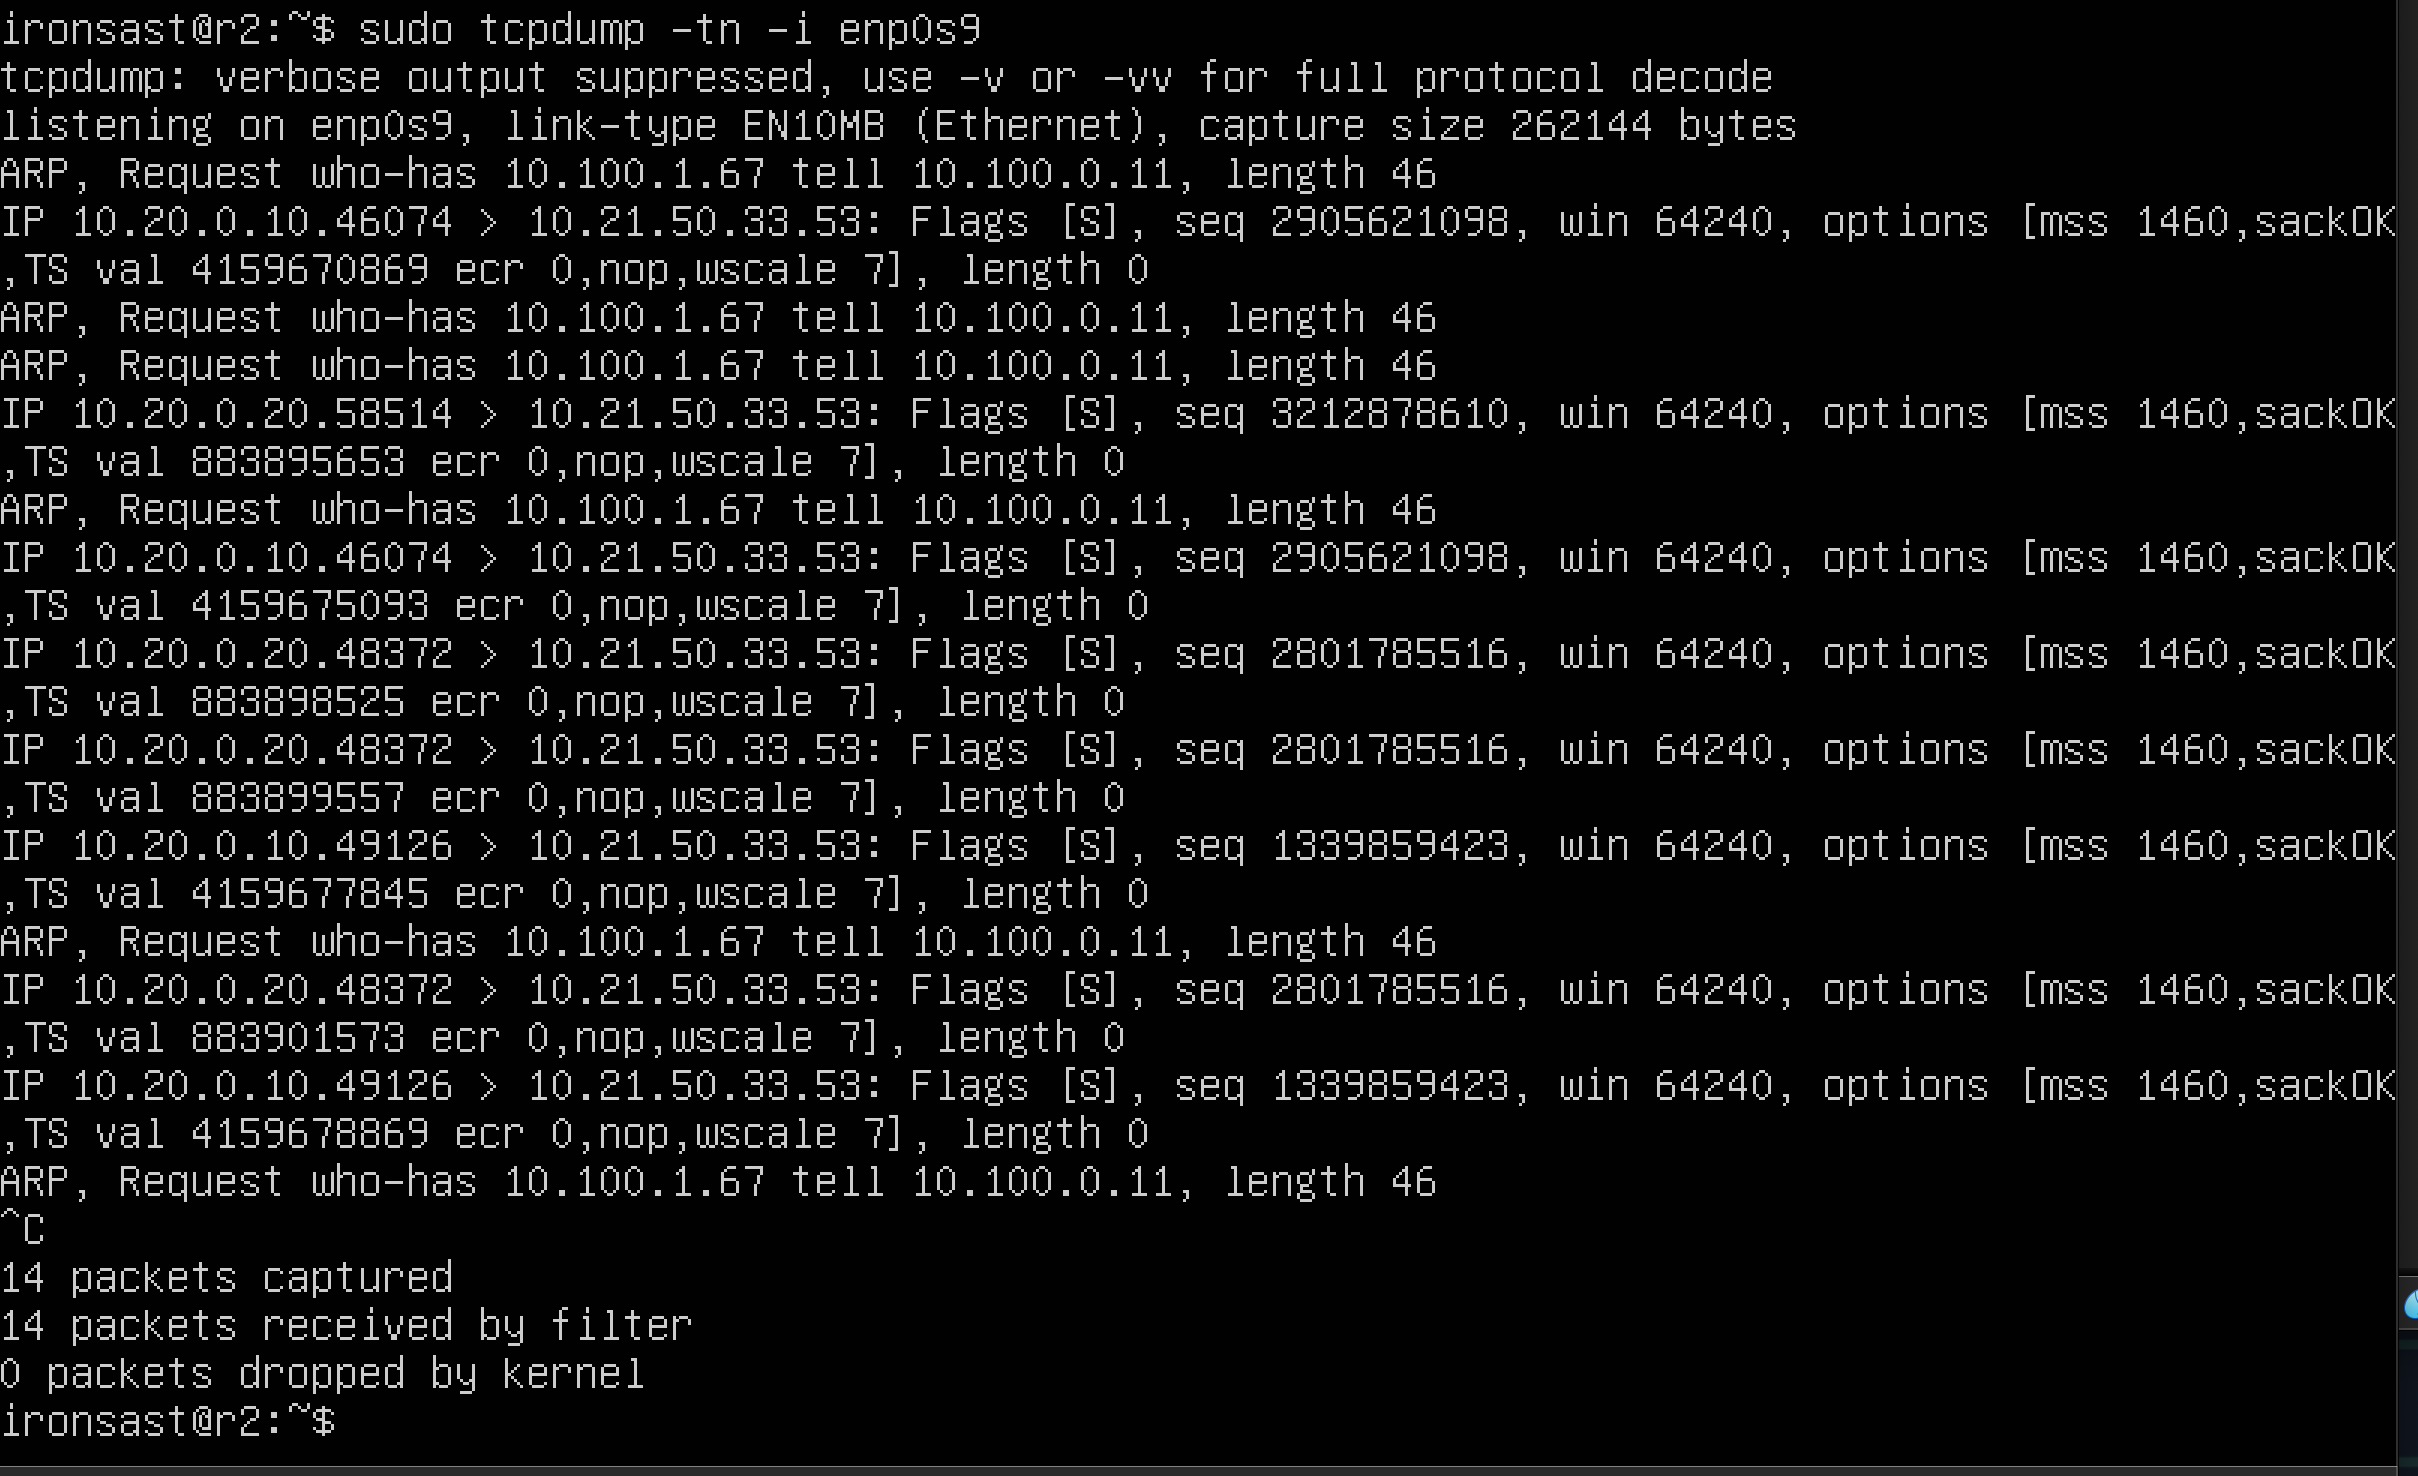 ironsast@r2:~$ sudo tcpdump -tn -i enp0s9
tcpdump: verbose output suppressed, use -v or -vv for full protocol decode
listening on enp0s9, link-type EN10MB (Ethernet), capture size 262144 bytes
ARP, Request who-has 10.100.1.67 tell 10.100.0.11, length 46
IP 10.20.0.10.46074 > 10.21.50.33.53: Flags [S], seq 2905621098, win 64240, options [mss 1460,sackOK
,TS val 4159670869 ecr 0,nop,wscale 7], length 0
ARP, Request who-has 10.100.1.67 tell 10.100.0.11, length 46
ARP, Request who-has 10.100.1.67 tell 10.100.0.11, length 46
IP 10.20.0.20.58514 > 10.21.50.33.53: Flags [S], seq 3212878610, win 64240, options [mss 1460,sackOK
,TS val 883895653 ecr 0,nop,wscale 7], length 0
ARP, Request who-has 10.100.1.67 tell 10.100.0.11, length 46
IP 10.20.0.10.46074 > 10.21.50.33.53: Flags [S], seq 2905621098, win 64240, options [mss 1460,sackOK
,TS val 4159675093 ecr 0,nop,wscale 7], length 0
IP 10.20.0.20.48372 > 10.21.50.33.53: Flags [S], seq 2801785516, win 64240, options [mss 1460,sackOK
,TS val 883898525 ecr 0,nop,wscale 7], length 0
IP 10.20.0.20.48372 > 10.21.50.33.53: Flags [S], seq 2801785516, win 64240, options [mss 1460,sackOK
,TS val 883899557 ecr 0,nop,wscale 7], length 0
IP 10.20.0.10.49126 > 10.21.50.33.53: Flags [S], seq 1339859423, win 64240, options [mss 1460,sackOK
,TS val 4159677845 ecr 0,nop,wscale 7], length 0
ARP, Request who-has 10.100.1.67 tell 10.100.0.11, length 46
IP 10.20.0.20.48372 > 10.21.50.33.53: Flags [S], seq 2801785516, win 64240, options [mss 1460,sackOK
,TS val 883901573 ecr 0,nop,wscale 7], length 0
IP 10.20.0.10.49126 > 10.21.50.33.53: Flags [S], seq 1339859423, win 64240, options [mss 1460,sackOK
,TS val 4159678869 ecr 0,nop,wscale 7], length 0
ARP, Request who-has 10.100.1.67 tell 10.100.0.11, length 46
^C
14 packets captured
14 packets received by filter
0 packets dropped by kernel
ironsast@r2:~$